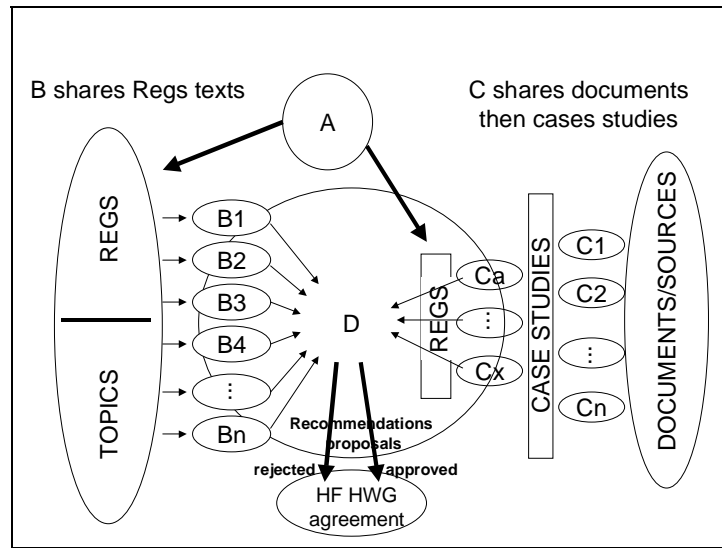 B shares Regs texts
C shares documents
then cases studies
A
REGS
TOPICS
B1
B2
B3
B4
...
Bn
D
REGS
Ca
...
Cx
CASE STUDIES
C1
C2
...
Cn
DOCUMENTS/SOURCES
Recommendations
proposals
rejected
approved
HF HWG
agreement